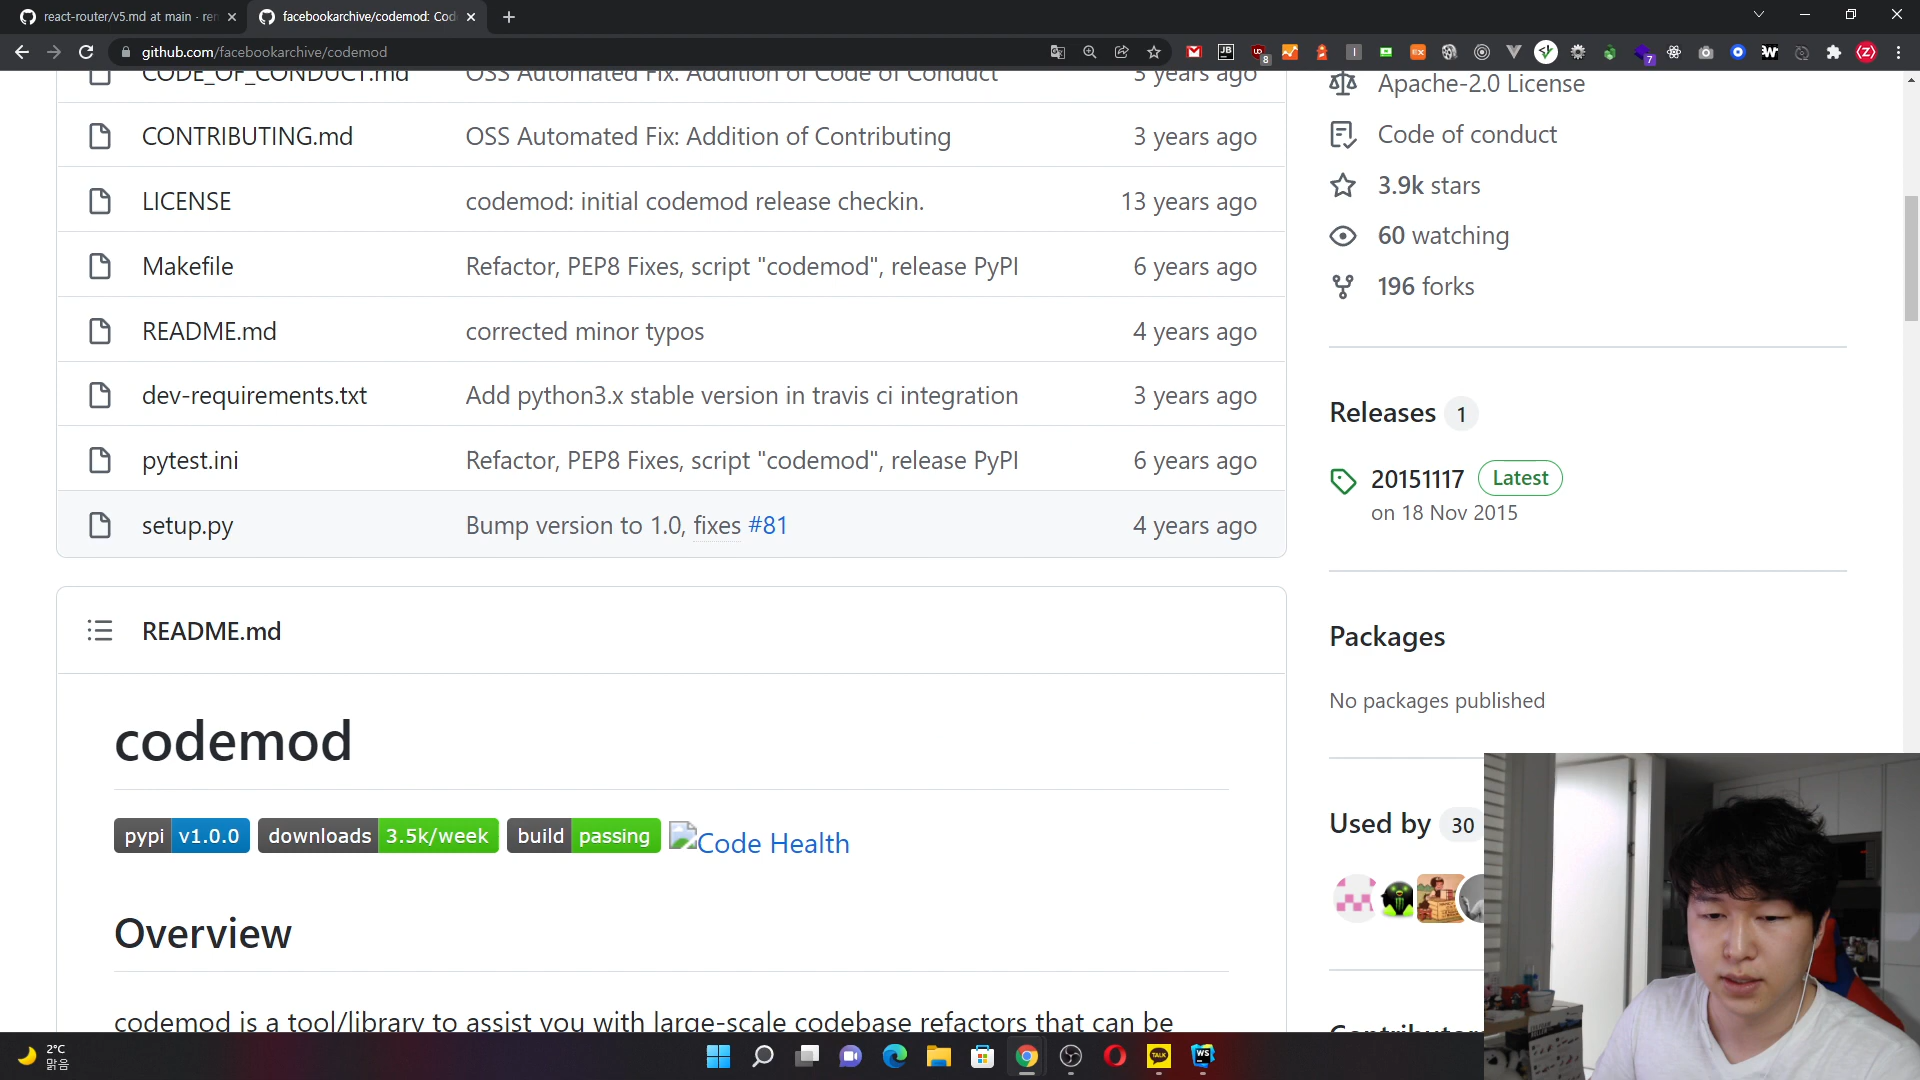 react-router/v5.md at main · rem
facebookarchive/codemod: Cod
github.com/facebookarchive/codemod
CODE_OF_CONDUCT.md OSS Automated Fix: Addition of Code of Conduct 3 years ago
CONTRIBUTING.md OSS Automated Fix: Addition of Contributing 3 years ago
LICENSE codemod: initial codemod release checkin. 13 years ago
Makefile Refactor, PEP8 Fixes, script "codemod", release PyPI 6 years ago
README.md corrected minor typos 4 years ago
dev-requirements.txt Add python3.x stable version in travis ci integration 3 years ago
pytest.ini Refactor, PEP8 Fixes, script "codemod", release PyPI 6 years ago
setup.py Bump version to 1.0, fixes #81 4 years ago
README.md
codemod
pypi v1.0.0 downloads 3.5k/week build passing Code Health
Overview
codemod is a tool/library to assist you with large-scale codebase refactors that can be
Apache-2.0 License
Code of conduct
3.9k stars
60 watching
196 forks
Releases 1
20151117 Latest
on 18 Nov 2015
Packages
No packages published
Used by 30
2°C
맑음
TALK
WS